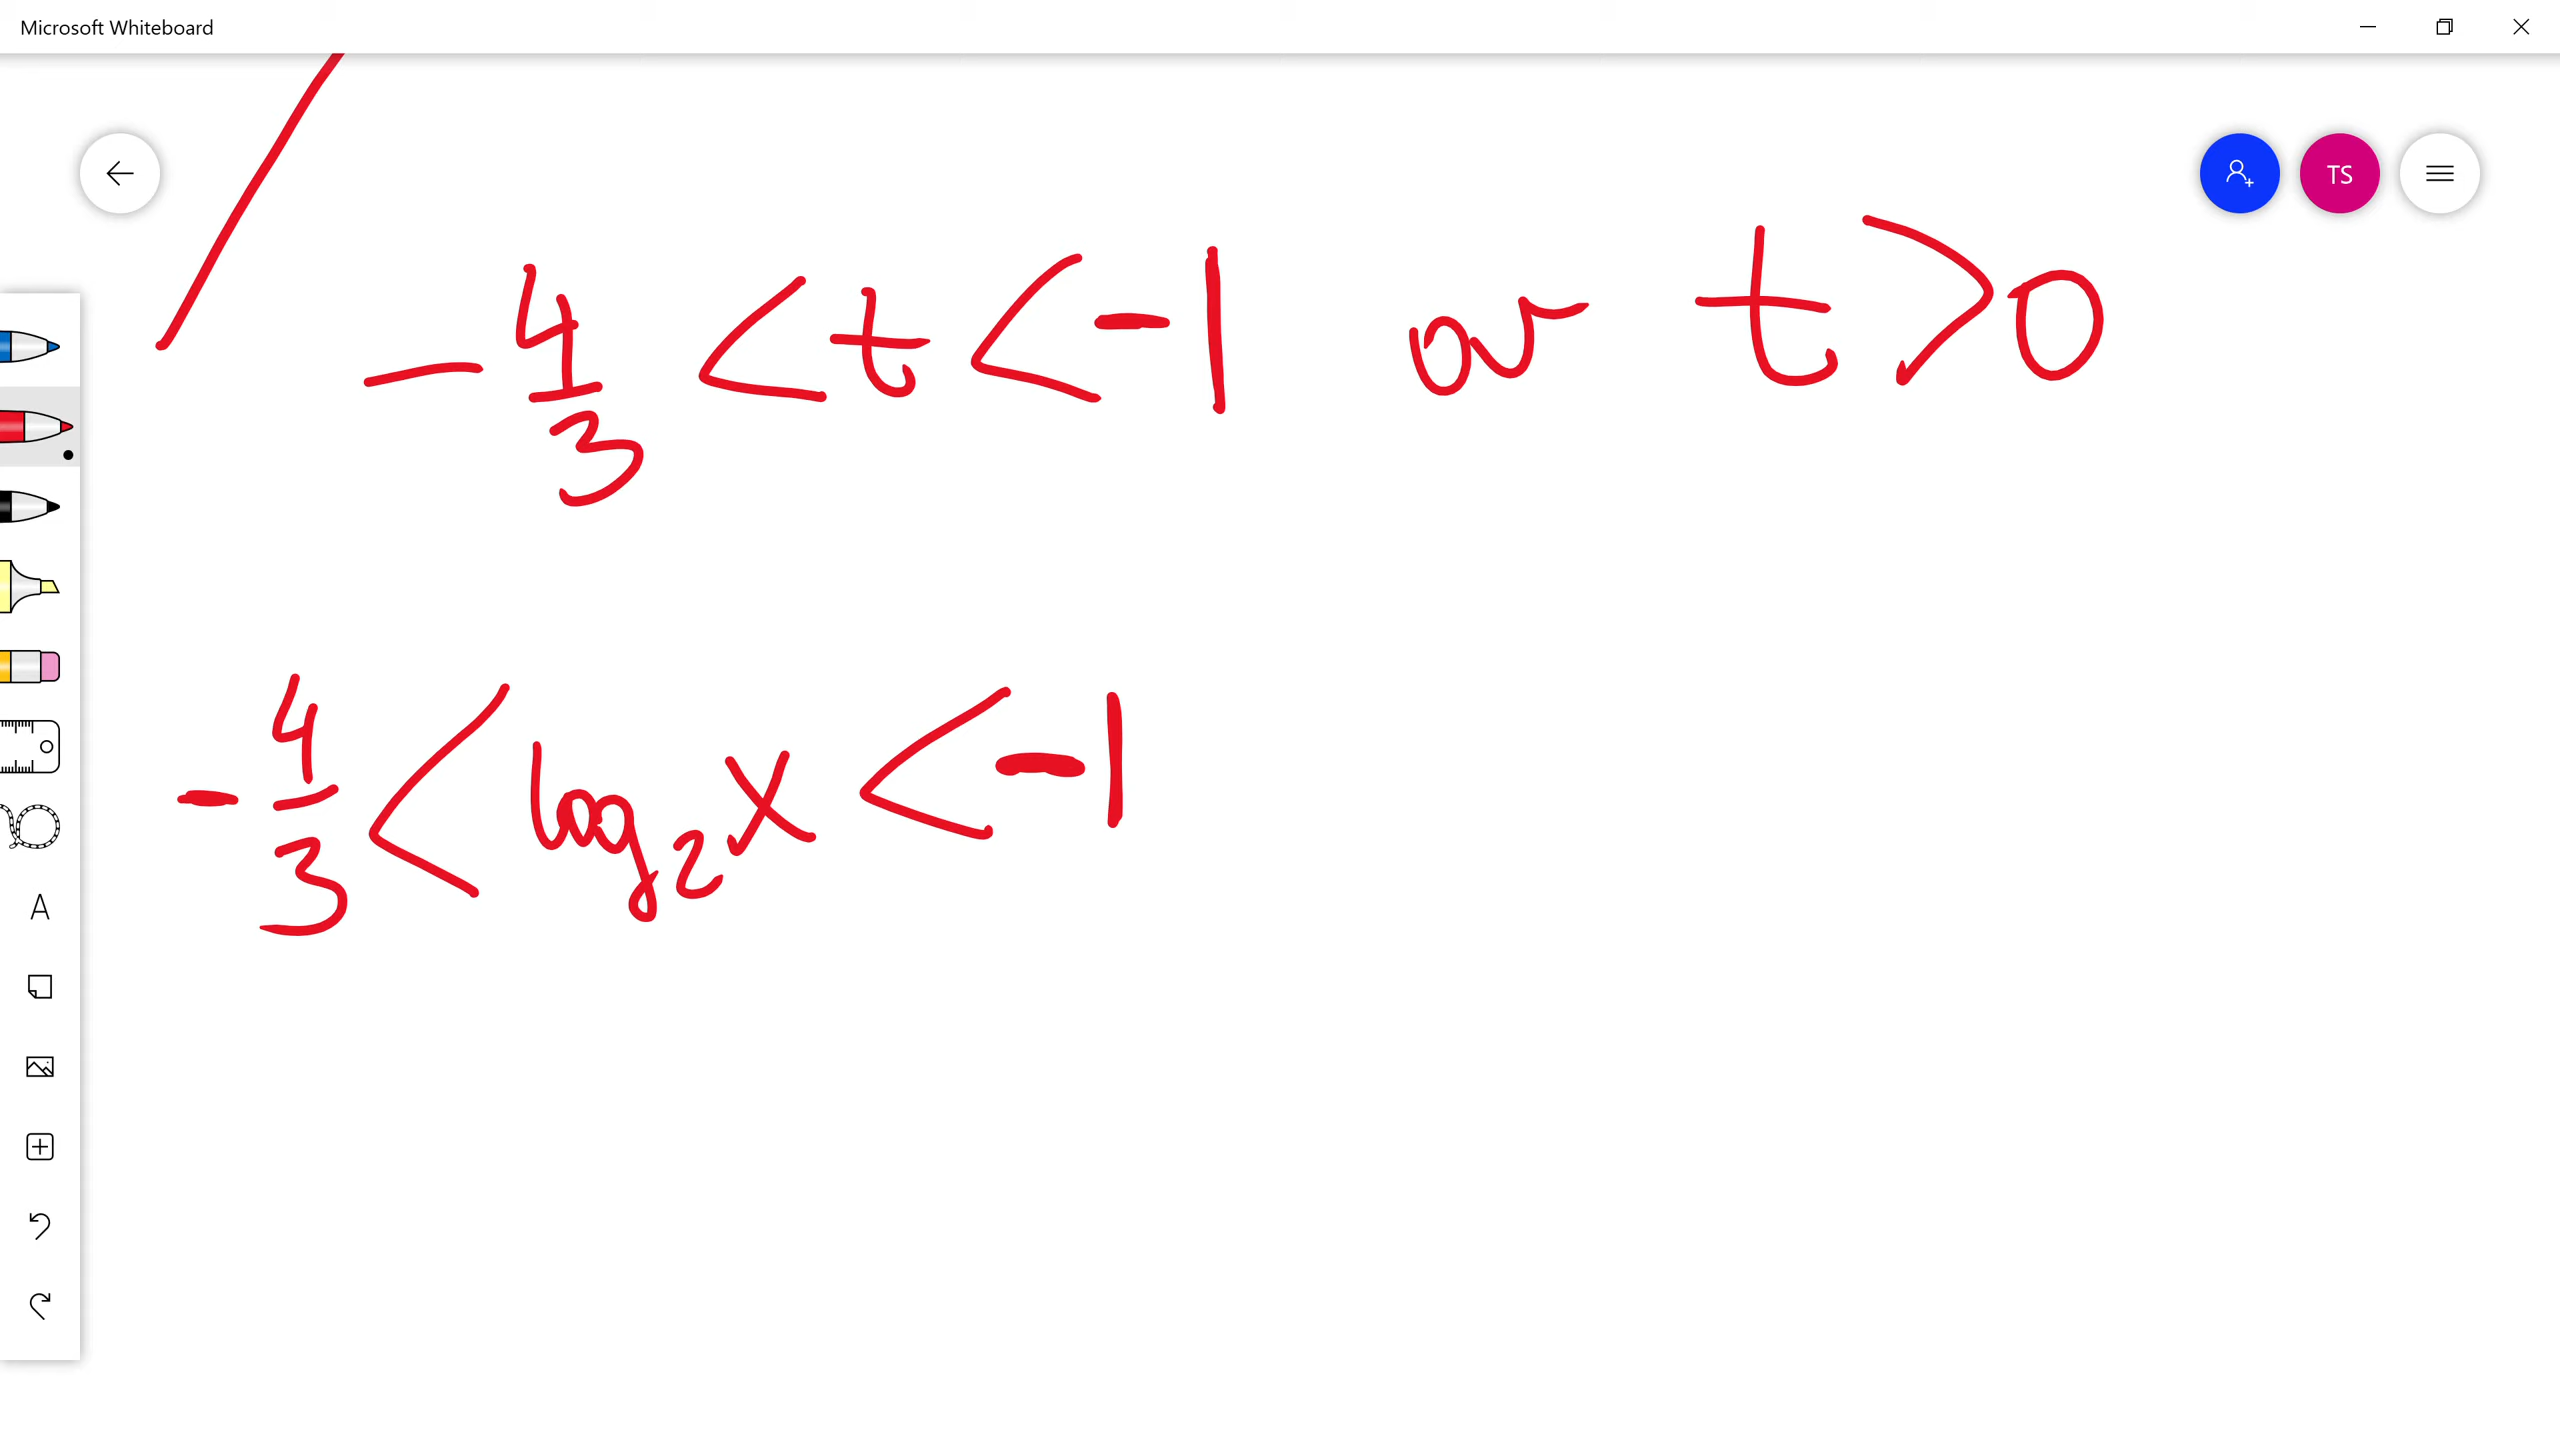 Microsoft Whiteboard
TS
-4/3 < t < -1 or t > 0
-4/3 < log₂x < -1
A